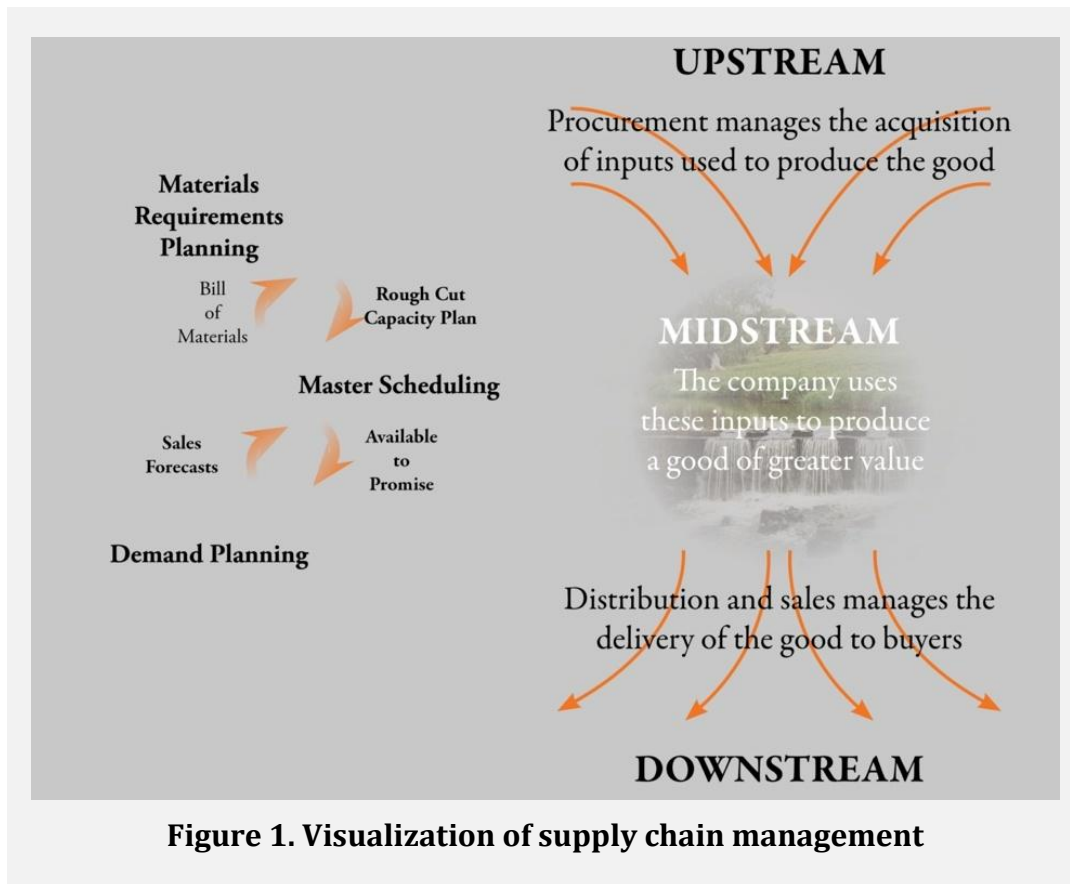 UPSTREAM
Procurement manages the acquisition
of inputs used to produce the good
Materials
Requirements
Planning
Bill
of
Materials
Rough Cut
Capacity Plan
Master Scheduling
Sales
Forecasts
Available
to
Promise
Demand Planning
MIDSTREAM
The company uses
these inputs to produce
a good of greater value
Distribution and sales manages the
delivery of the good to buyers
DOWNSTREAM
Figure 1. Visualization of supply chain management